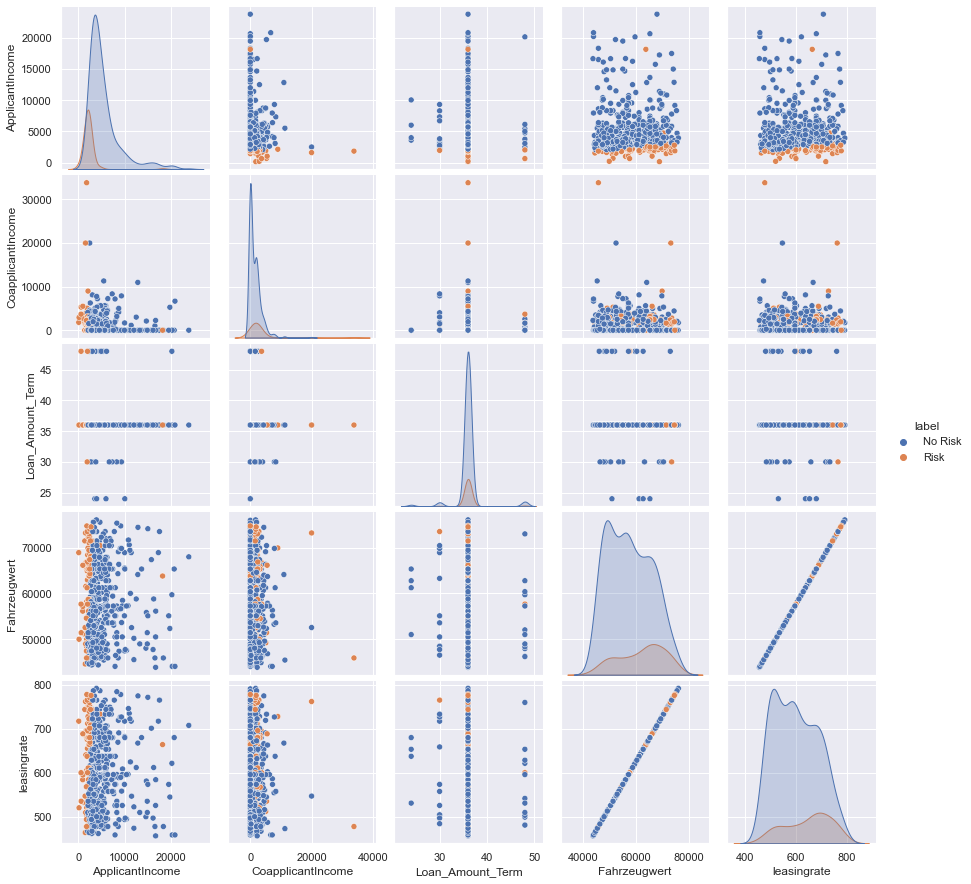 ApplicantIncome
20000
15000
10000
5000
0
CoapplicantIncome
30000
20000
10000
0
Loan_Amount_Term
45
40
35
30
25
label
No Risk
Risk
Fahrzeugwert
70000
60000
50000
leasingrate
800
700
600
500
0 10000 20000
0 20000 40000
30 40 50
40000 60000 80000
400 600 800
ApplicantIncome
CoapplicantIncome
Loan_Amount_Term
Fahrzeugwert
leasingrate